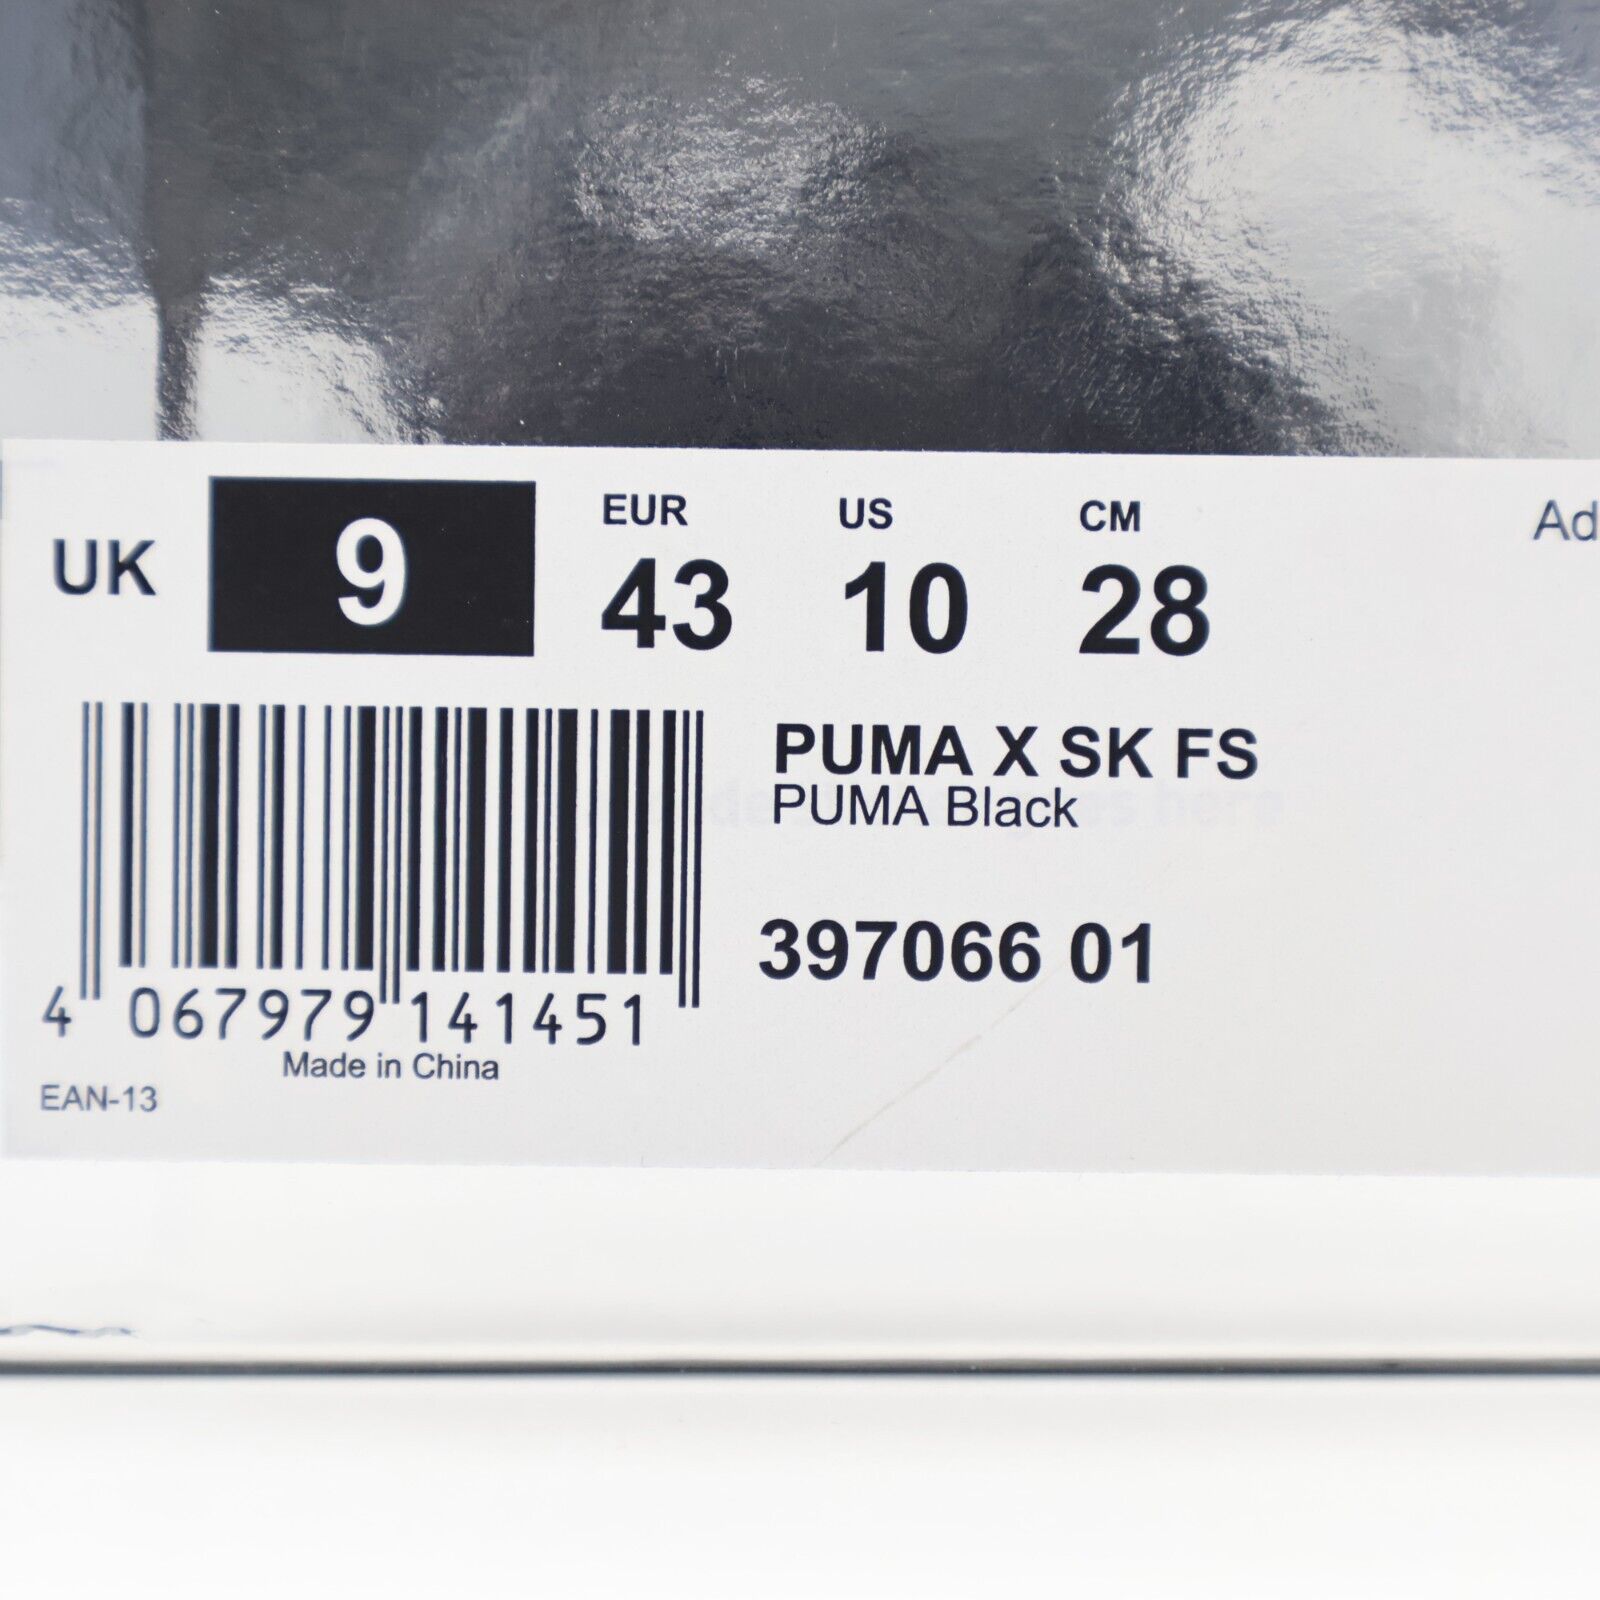 UK 9
EUR 43
US 10
CM 28
Ad
PUMA X SK FS
PUMA Black
397066 01
4 067979 141451
Made in China
EAN-13